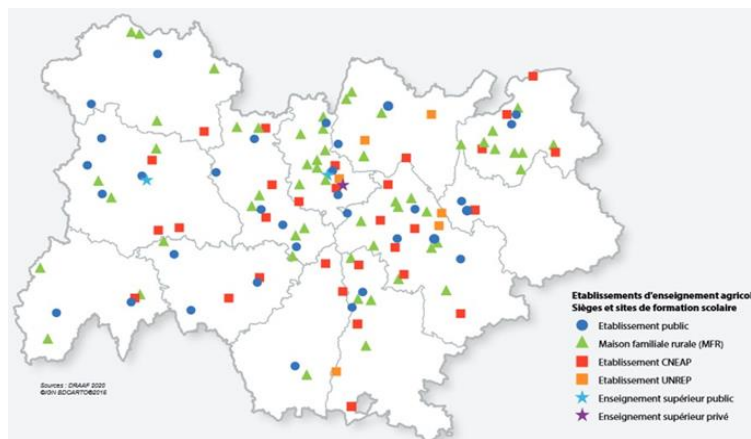 Etablissements d'enseignement agricol
Sièges et sites de formation scolaire
Etablissement public
Maison familiale rurale (MFR)
Etablissement CNEAP
Etablissement UNREP
Enseignement supérieur public
Enseignement supérieur privé
Sources : DRAAF 2020
©IGN BDCARTO®2016